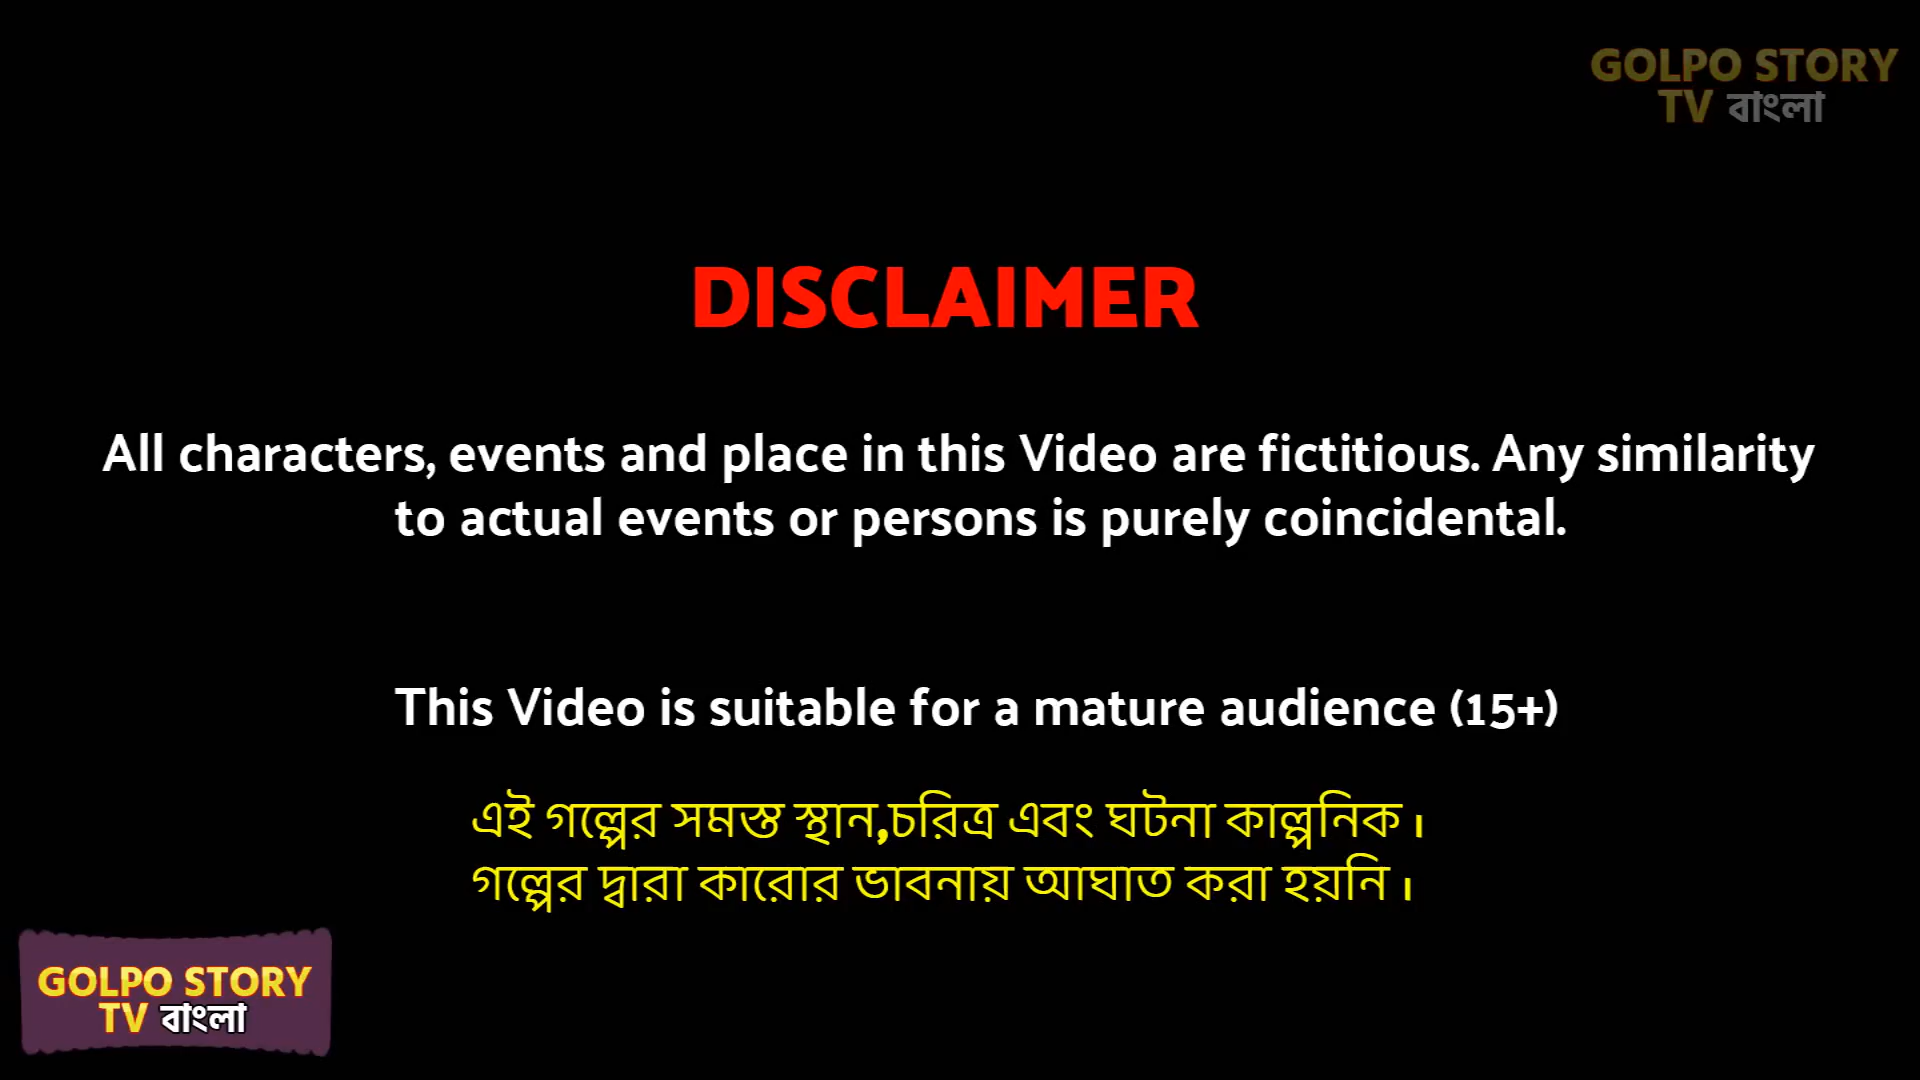 GOLPO STORY
TV বাংলা
DISCLAIMER
All characters, events and place in this Video are fictitious. Any similarity
to actual events or persons is purely coincidental.
This Video is suitable for a mature audience (15+)
এই গল্পের সমস্ত স্থান,চরিত্র এবং ঘটনা কাল্পনিক।
গল্পের দ্বারা কারোর ভাবনায় আঘাত করা হয়নি।
GOLPO STORY
TV বাংলা